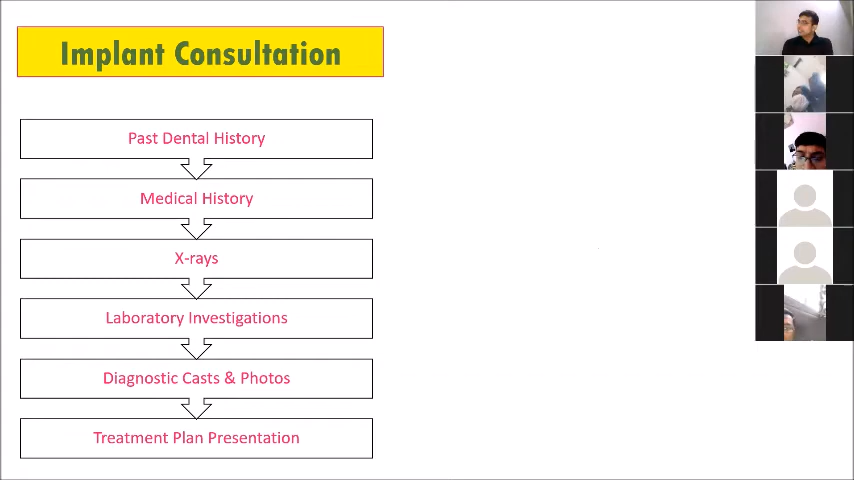 Implant Consultation
Past Dental History
Medical History
X-rays
Laboratory Investigations
Diagnostic Casts & Photos
Treatment Plan Presentation